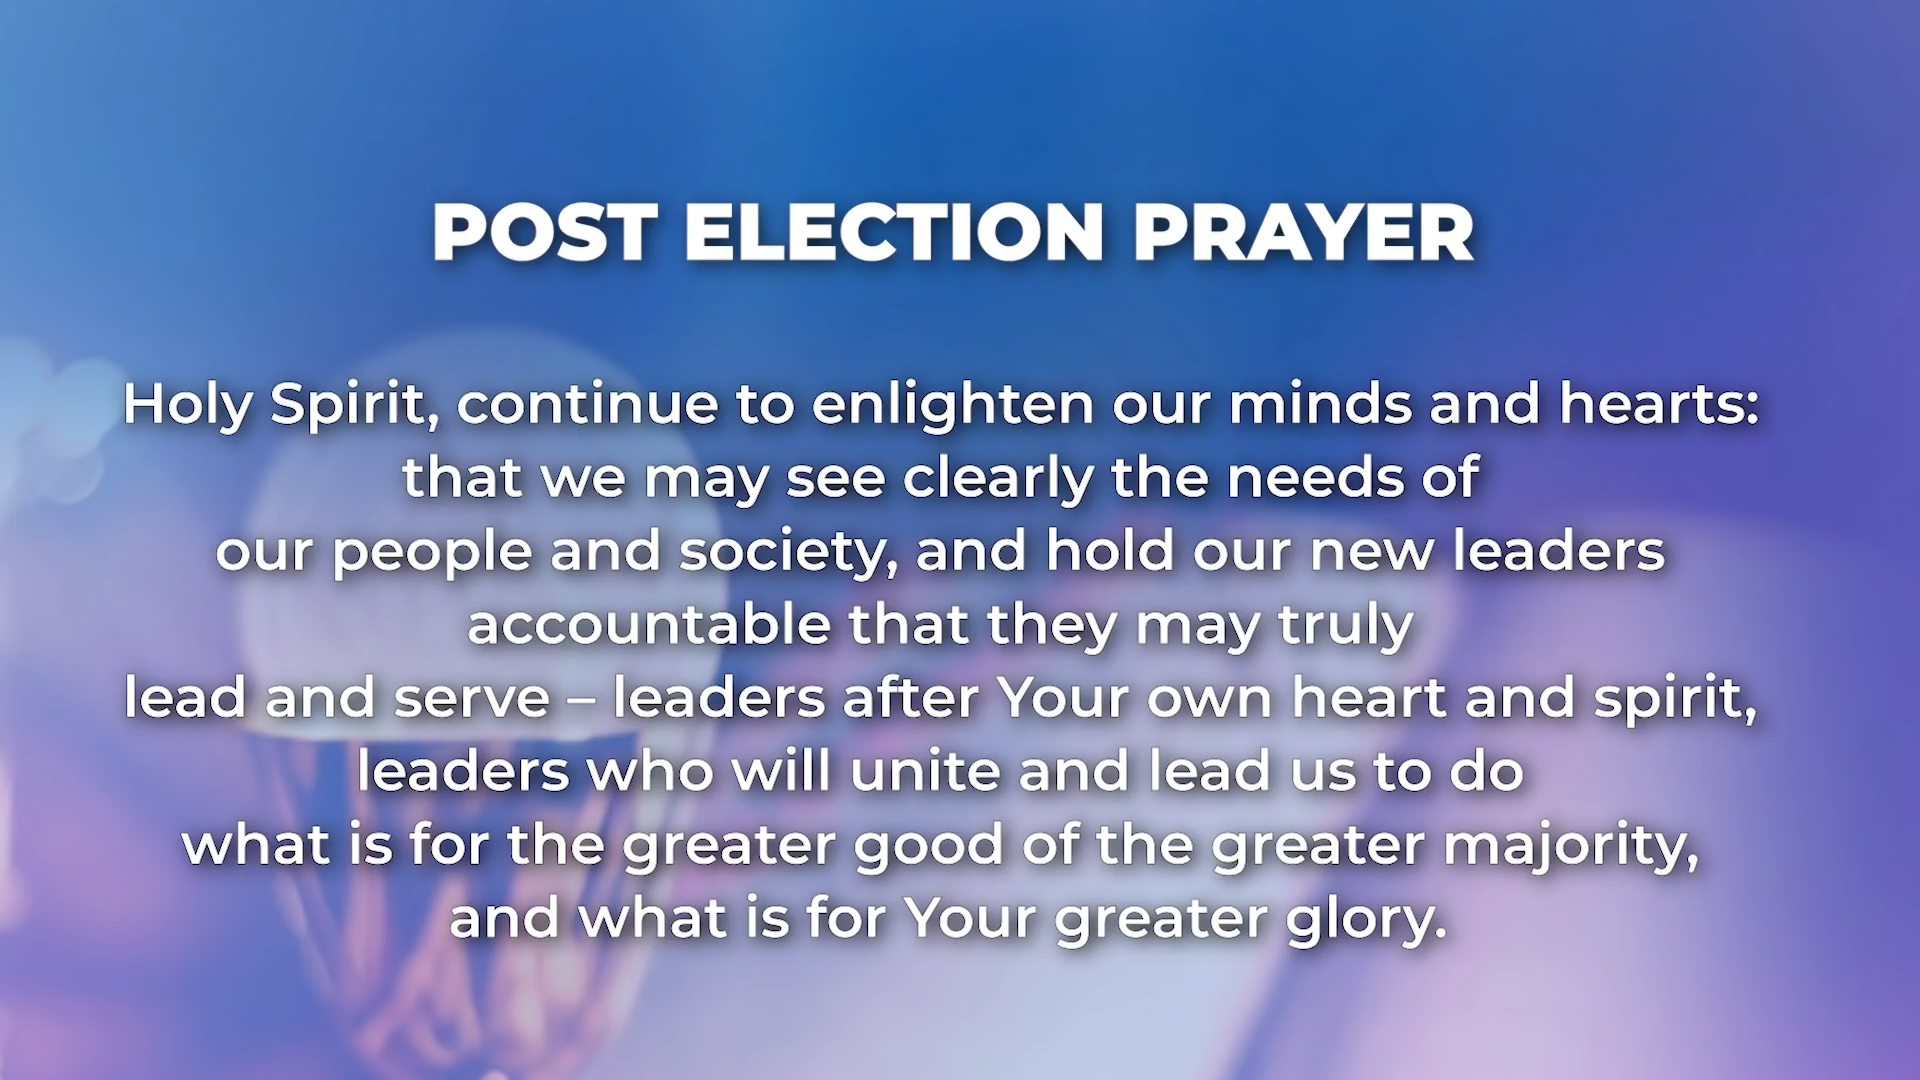 POST ELECTION PRAYER
Holy Spirit, continue to enlighten our minds and hearts:
that we may see clearly the needs of
our people and society, and hold our new leaders
accountable that they may truly
lead and serve – leaders after Your own heart and spirit,
leaders who will unite and lead us to do
what is for the greater good of the greater majority,
and what is for Your greater glory.